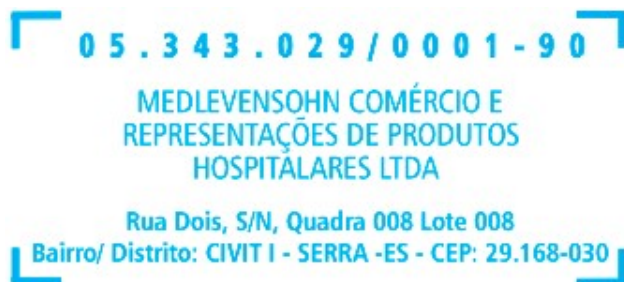 05.343.029/0001-90
MEDLEVENSOHN COMÉRCIO E
REPRESENTAÇÕES DE PRODUTOS
HOSPITALARES LTDA
Rua Dois, S/N, Quadra 008 Lote 008
Bairro/ Distrito: CIVIT I - SERRA -ES - CEP: 29.168-030